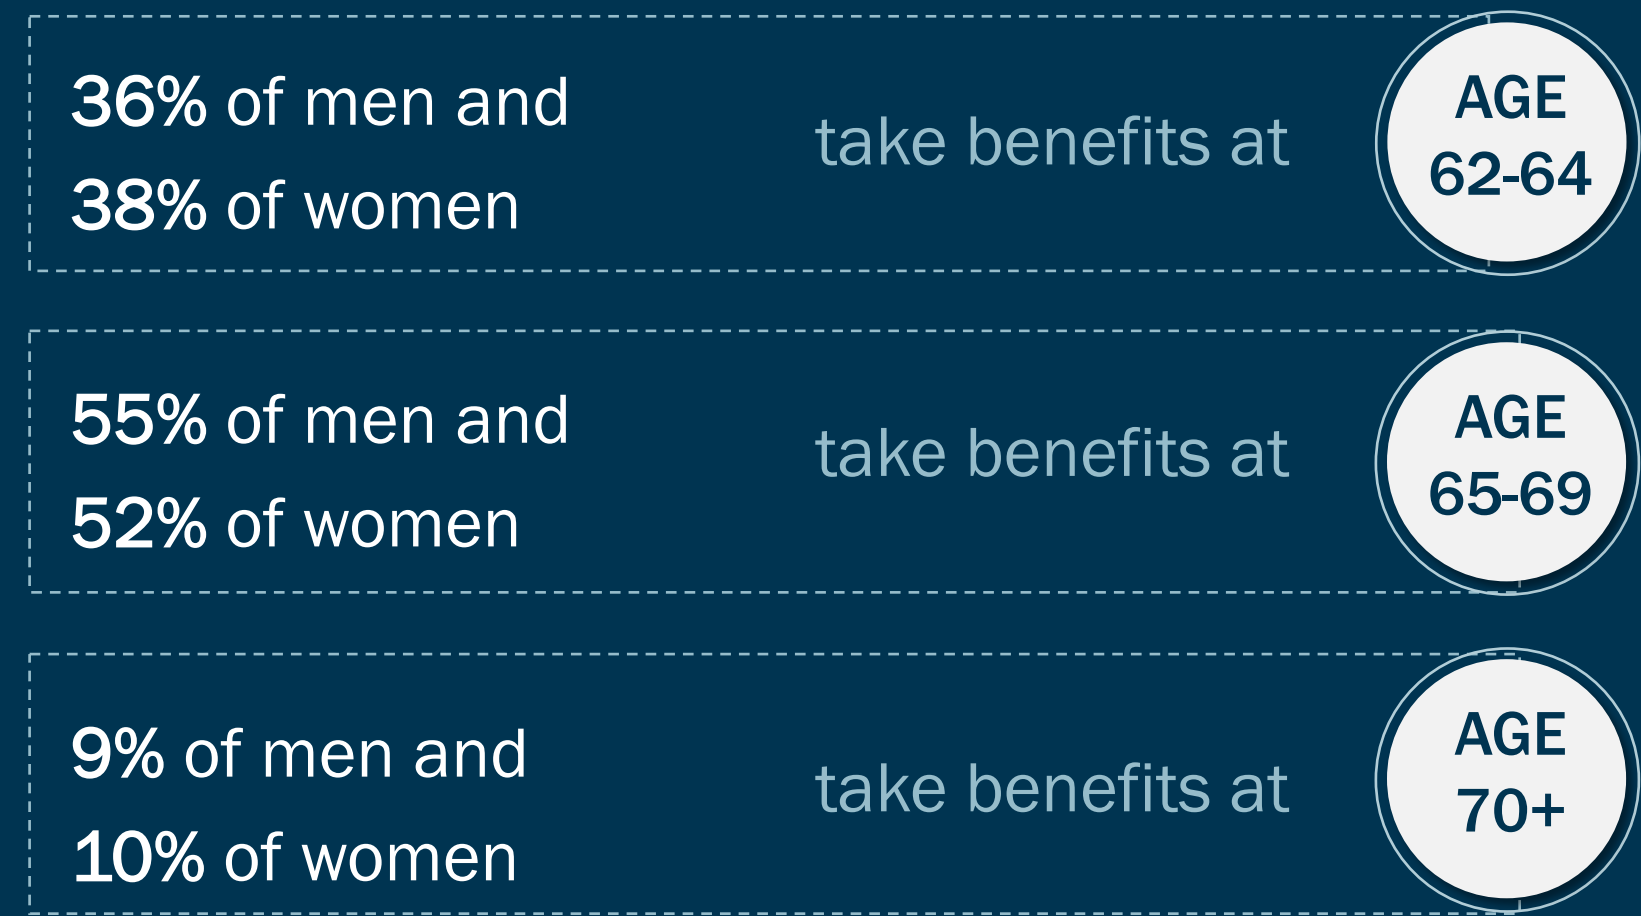 36% of men and
38% of women
take benefits at
AGE
62-64
55% of men and
52% of women
take benefits at
AGE
65-69
9% of men and
10% of women
take benefits at
AGE
70+